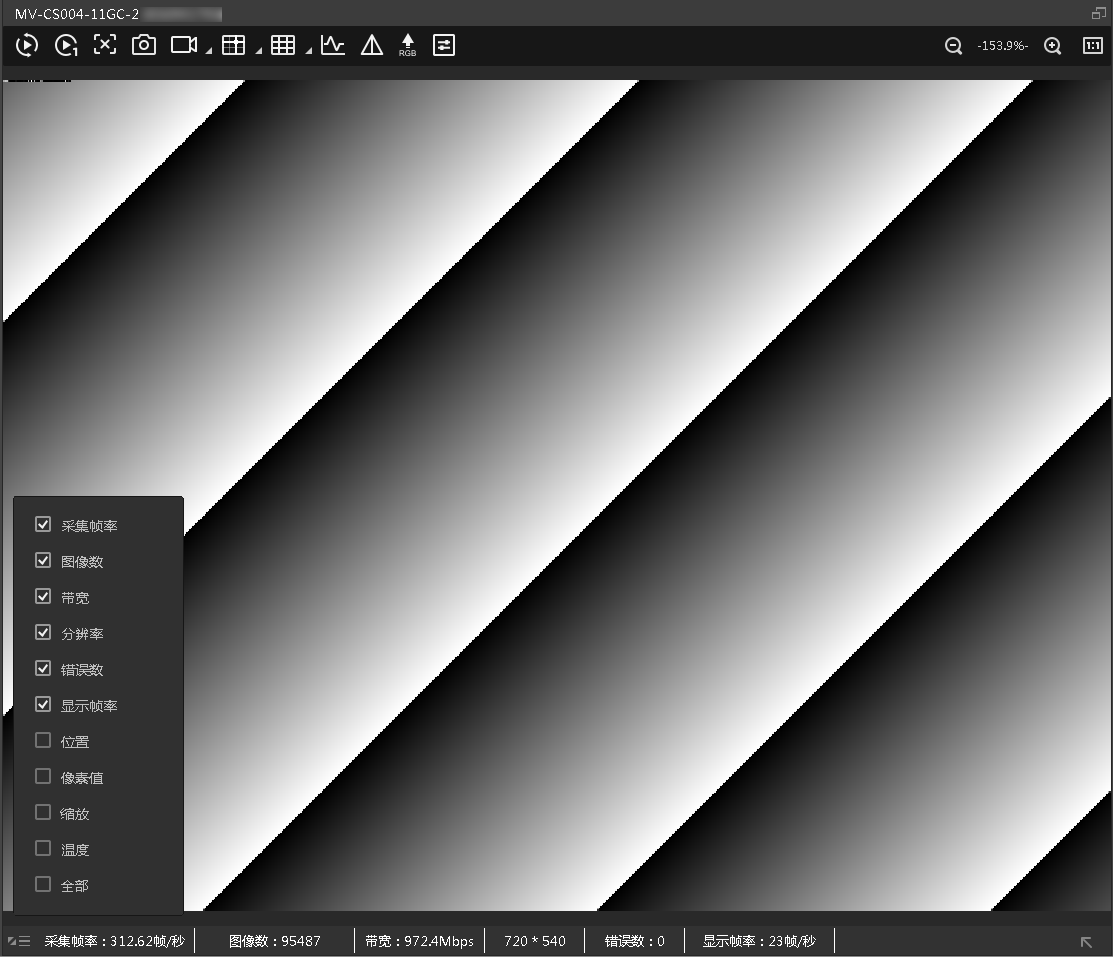 MV-CS004-11GC-2
RGB
-153.9%-
1:1
采集帧率
图像数
带宽
分辨率
错误数
显示帧率
位置
像素值
缩放
温度
全部
采集帧率：312.62帧/秒
图像数：95487
带宽：972.4Mbps
720 * 540
错误数：0
显示帧率：23帧/秒